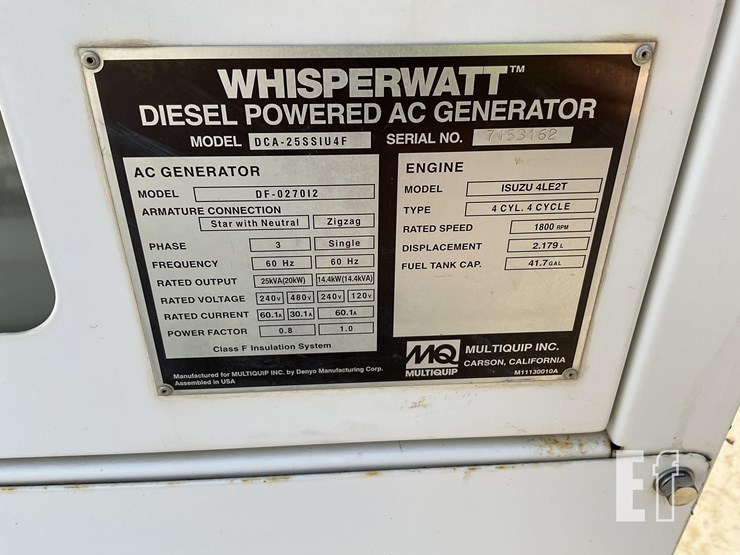 WHISPERWATT™
DIESEL POWERED AC GENERATOR
MODEL DCA-25SSIU4F SERIAL NO.
AC GENERATOR
MODEL DF-0270I2
ARMATURE CONNECTION
Star with Neutral Zigzag
PHASE 3 Single
FREQUENCY 60 Hz 60 Hz
RATED OUTPUT 25kVA(20kW) 14.4kW(14.4kVA)
RATED VOLTAGE 240V 480V 240V 120V
RATED CURRENT 60.1A 30.1A 60.1A
POWER FACTOR 0.8 1.0
Class F Insulation System
ENGINE
MODEL ISUZU 4LE2T
TYPE 4 CYL. 4 CYCLE
RATED SPEED 1800 RPM
DISPLACEMENT 2.179 L
FUEL TANK CAP. 41.7 GAL
Manufactured for MULTIQUIP INC. by Denyo Manufacturing Corp.
Assembled in USA
MQ
MULTIQUIP
MULTIQUIP INC.
CARSON, CALIFORNIA
M11130010A
Ef